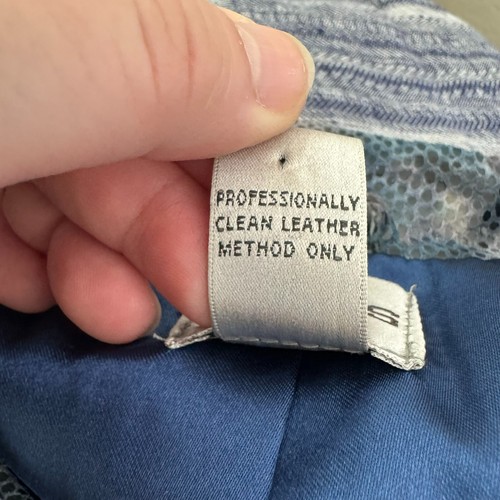 PROFESSIONALLY
CLEAN LEATHER
METHOD ONLY